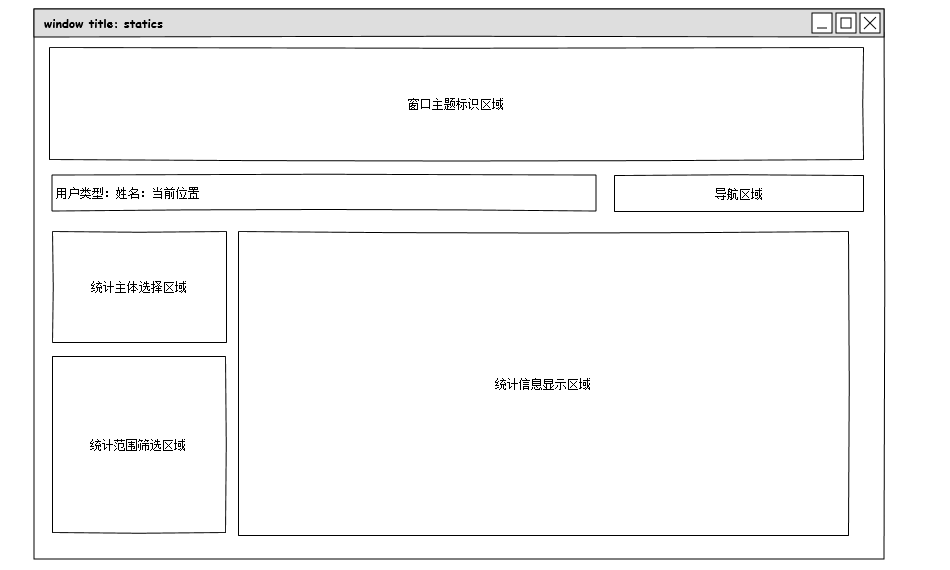 window title: statics
窗口主题标识区域
用户类型：姓名：当前位置
导航区域
统计主体选择区域
统计信息显示区域
统计范围筛选区域